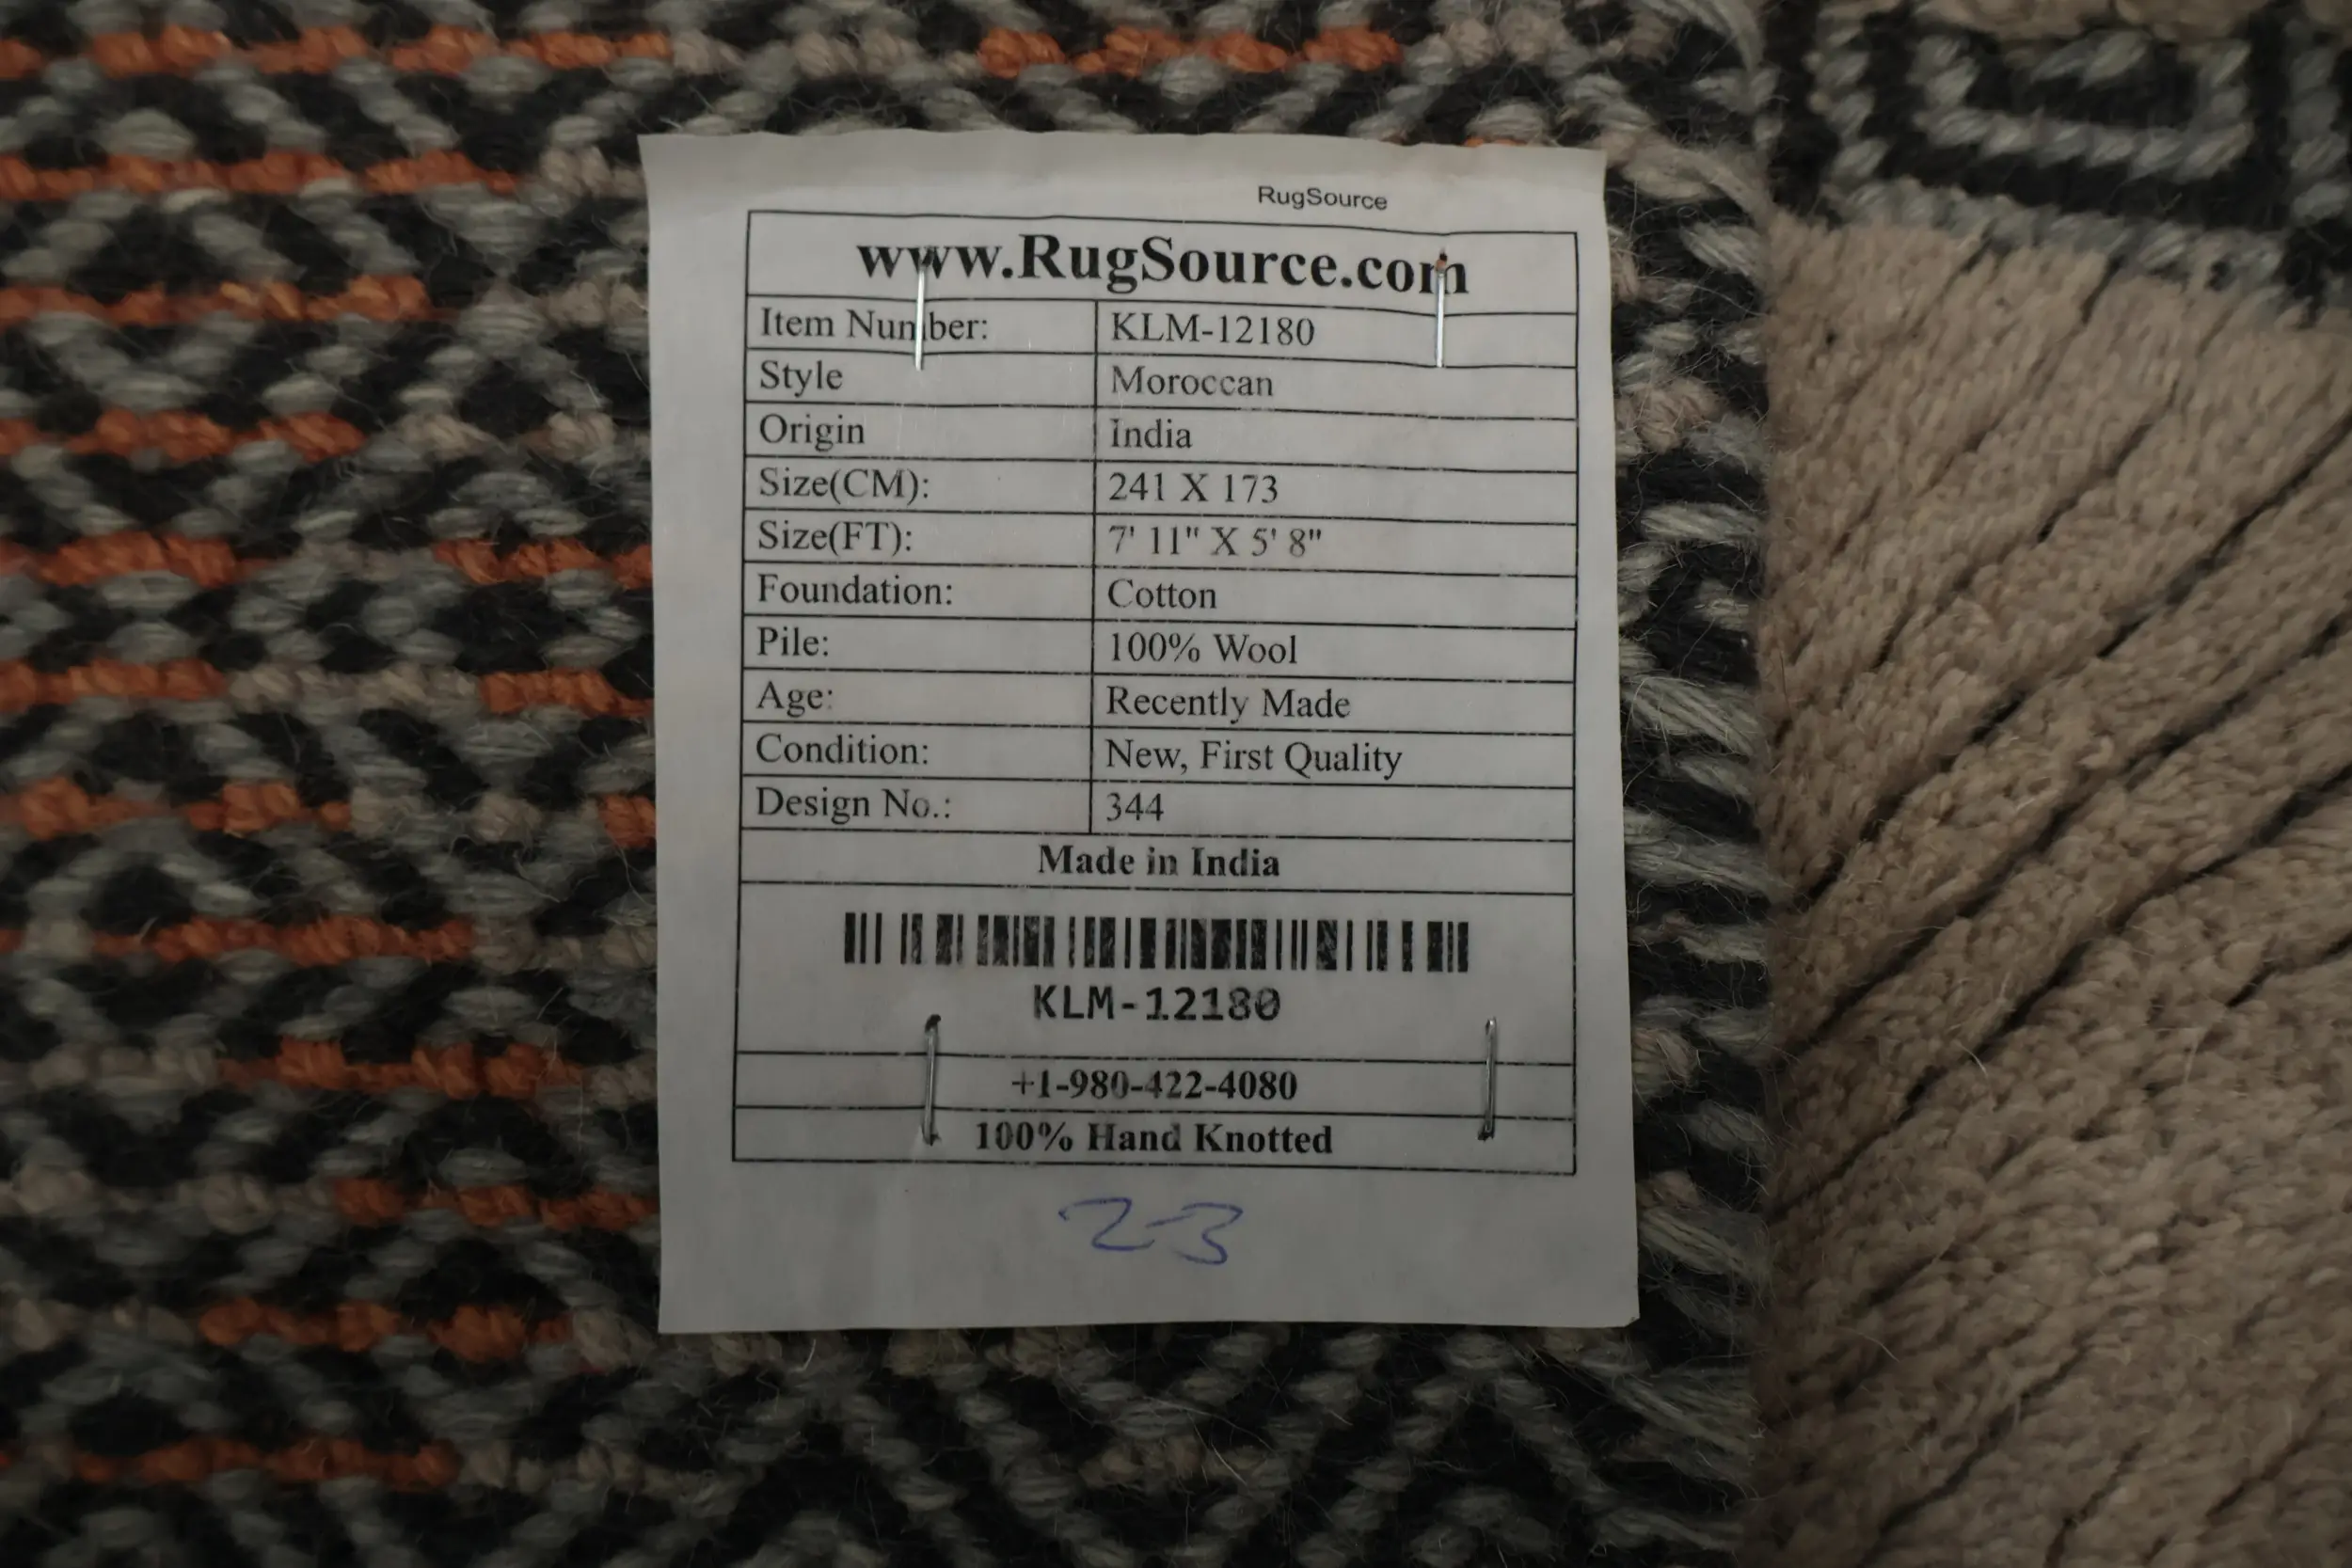 RugSource
www.RugSource.com
Item Number: KLM-12180
Style Moroccan
Origin India
Size(CM): 241 X 173
Size(FT): 7' 11" X 5' 8"
Foundation: Cotton
Pile: 100% Wool
Age: Recently Made
Condition: New, First Quality
Design No.: 344
Made in India
KLM-12180
+1-980-422-4080
100% Hand Knotted
23